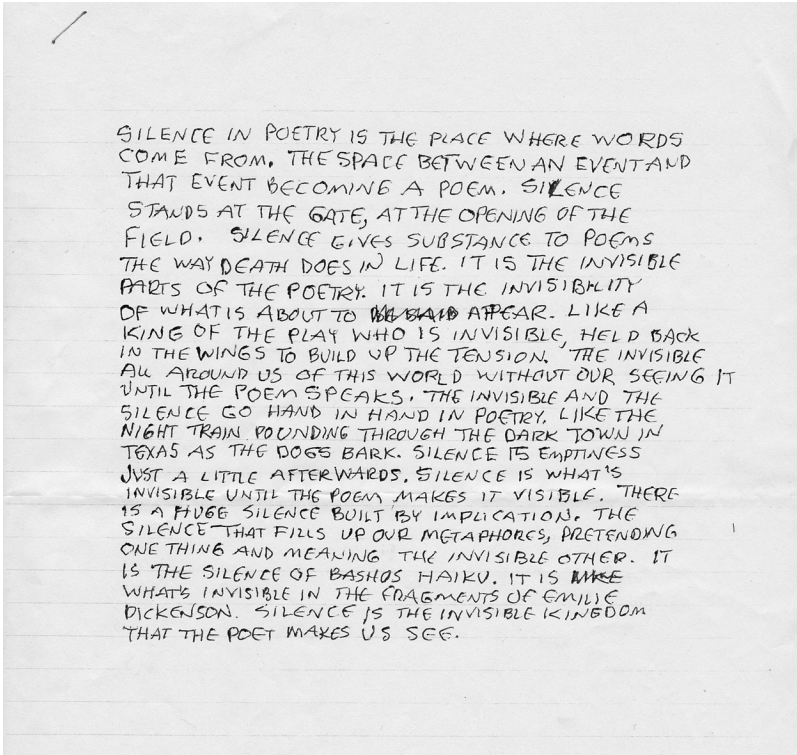 SILENCE IN POETRY IS THE PLACE WHERE WORDS
COME FROM. THE SPACE BETWEEN AN EVENT AND
THAT EVENT BECOMING A POEM. SILENCE
STANDS AT THE GATE, AT THE OPENING OF THE
FIELD. SILENCE GIVES SUBSTANCE TO POEMS
THE WAY DEATH DOES IN LIFE. IT IS THE INVISIBLE
PARTS OF THE POETRY. IT IS THE INVISIBILITY
OF WHAT IS ABOUT TO APPEAR. LIKE A
KING OF THE PLAY WHO IS INVISIBLE, HELD BACK
IN THE WINGS TO BUILD UP THE TENSION. THE INVISIBLE
ALL AROUND US OF THIS WORLD WITHOUT OUR SEEING IT
UNTIL THE POEM SPEAKS. THE INVISIBLE AND THE
SILENCE GO HAND IN HAND IN POETRY. LIKE THE
NIGHT TRAIN POUNDING THROUGH THE DARK TOWN IN
TEXAS AS THE DOGS BARK. SILENCE IS EMPTINESS
JUST A LITTLE AFTERWARDS. SILENCE IS WHAT'S
INVISIBLE UNTIL THE POEM MAKES IT VISIBLE. THERE
IS A HUGE SILENCE BUILT BY IMPLICATION. THE
SILENCE THAT FILLS UP OUR METAPHORES, PRETENDING
ONE THING AND MEANING THE INVISIBLE OTHER. IT
IS THE SILENCE OF BASHOS HAIKU. IT IS
WHAT'S INVISIBLE IN THE FRAGMENTS OF EMILIE
DICKENSON. SILENCE IS THE INVISIBLE KINGDOM
THAT THE POET MAKES US SEE.